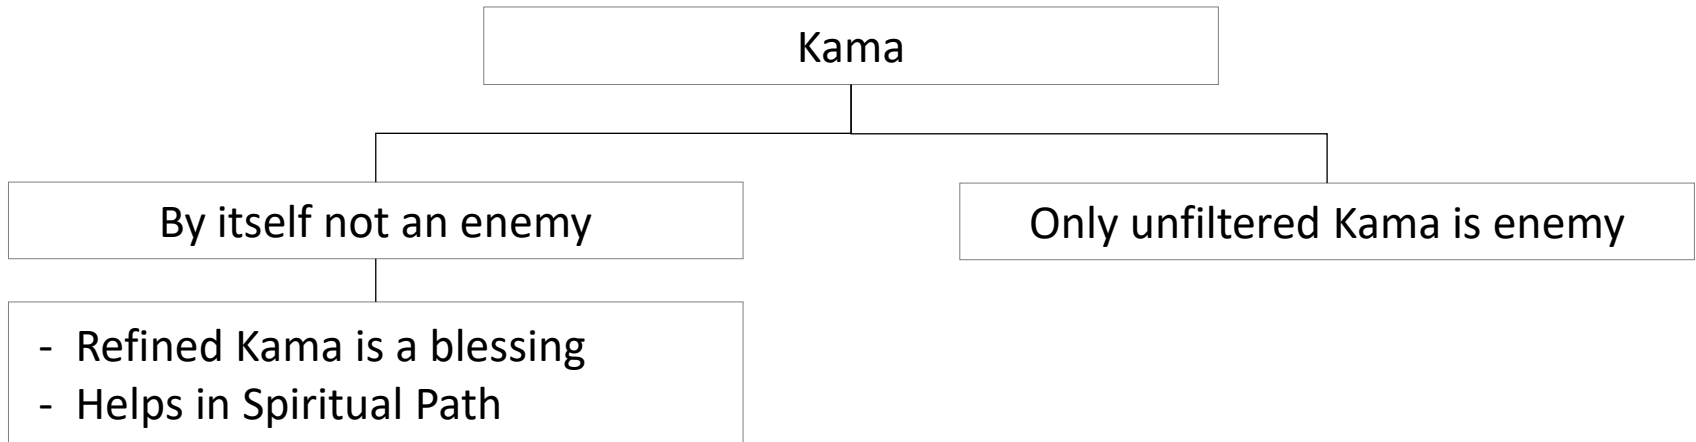 Kama
By itself not an enemy
Only unfiltered Kama is enemy
- Refined Kama is a blessing
- Helps in Spiritual Path